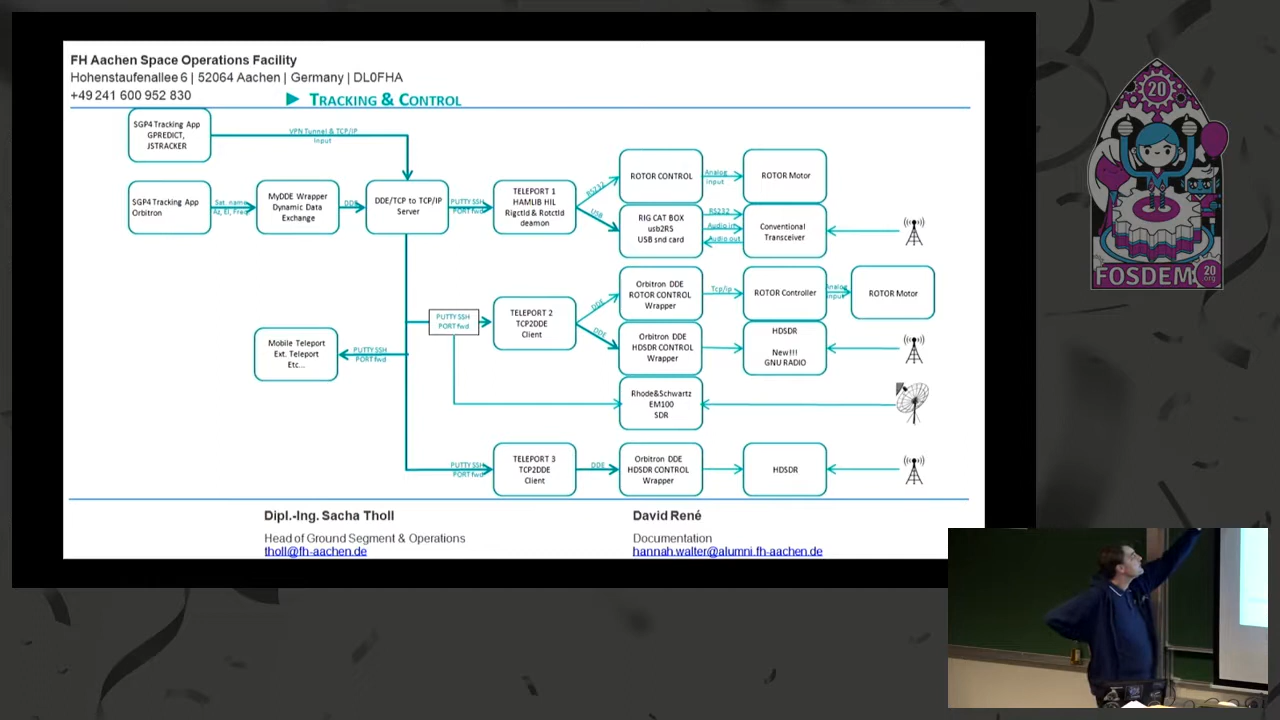 FH Aachen Space Operations Facility
Hohenstaufenallee 6 | 52064 Aachen | Germany | DL0FHA
+49 241 600 952 830
► TRACKING & CONTROL
SGP4 Tracking App
GPREDICT,
JSTRACKER
VPN Tunnel & TCP/IP
Input
SGP4 Tracking App
Orbitron
Sat. name
Az, El, Freq
MyDDE Wrapper
Dynamic Data
Exchange
DDE
DDE/TCP to TCP/IP
Server
PUTTY SSH
PORT fwd
TELEPORT 1
HAMLIB HIL
Rigctld & Rotctld
deamon
RS232
USB
ROTOR CONTROL
Analog
input
ROTOR Motor
RIG CAT BOX
usb2RS
USB snd card
RS232
Audio in
Audio out
Conventional
Transceiver
PUTTY SSH
PORT fwd
TELEPORT 2
TCP2DDE
Client
DDE
DDE
Orbitron DDE
ROTOR CONTROL
Wrapper
Tcp/ip
ROTOR Controller
Analog
input
ROTOR Motor
Orbitron DDE
HDSDR CONTROL
Wrapper
HDSDR
New!!!
GNU RADIO
Mobile Teleport
Ext. Teleport
Etc...
PUTTY SSH
PORT fwd
Rhode&Schwartz
EM100
SDR
PUTTY SSH
PORT fwd
TELEPORT 3
TCP2DDE
Client
DDE
Orbitron DDE
HDSDR CONTROL
Wrapper
HDSDR
Dipl.-Ing. Sacha Tholl
Head of Ground Segment & Operations
tholl@fh-aachen.de
David René
Documentation
hannah.walter@alumni.fh-aachen.de
20
FOSDEM
20
.org